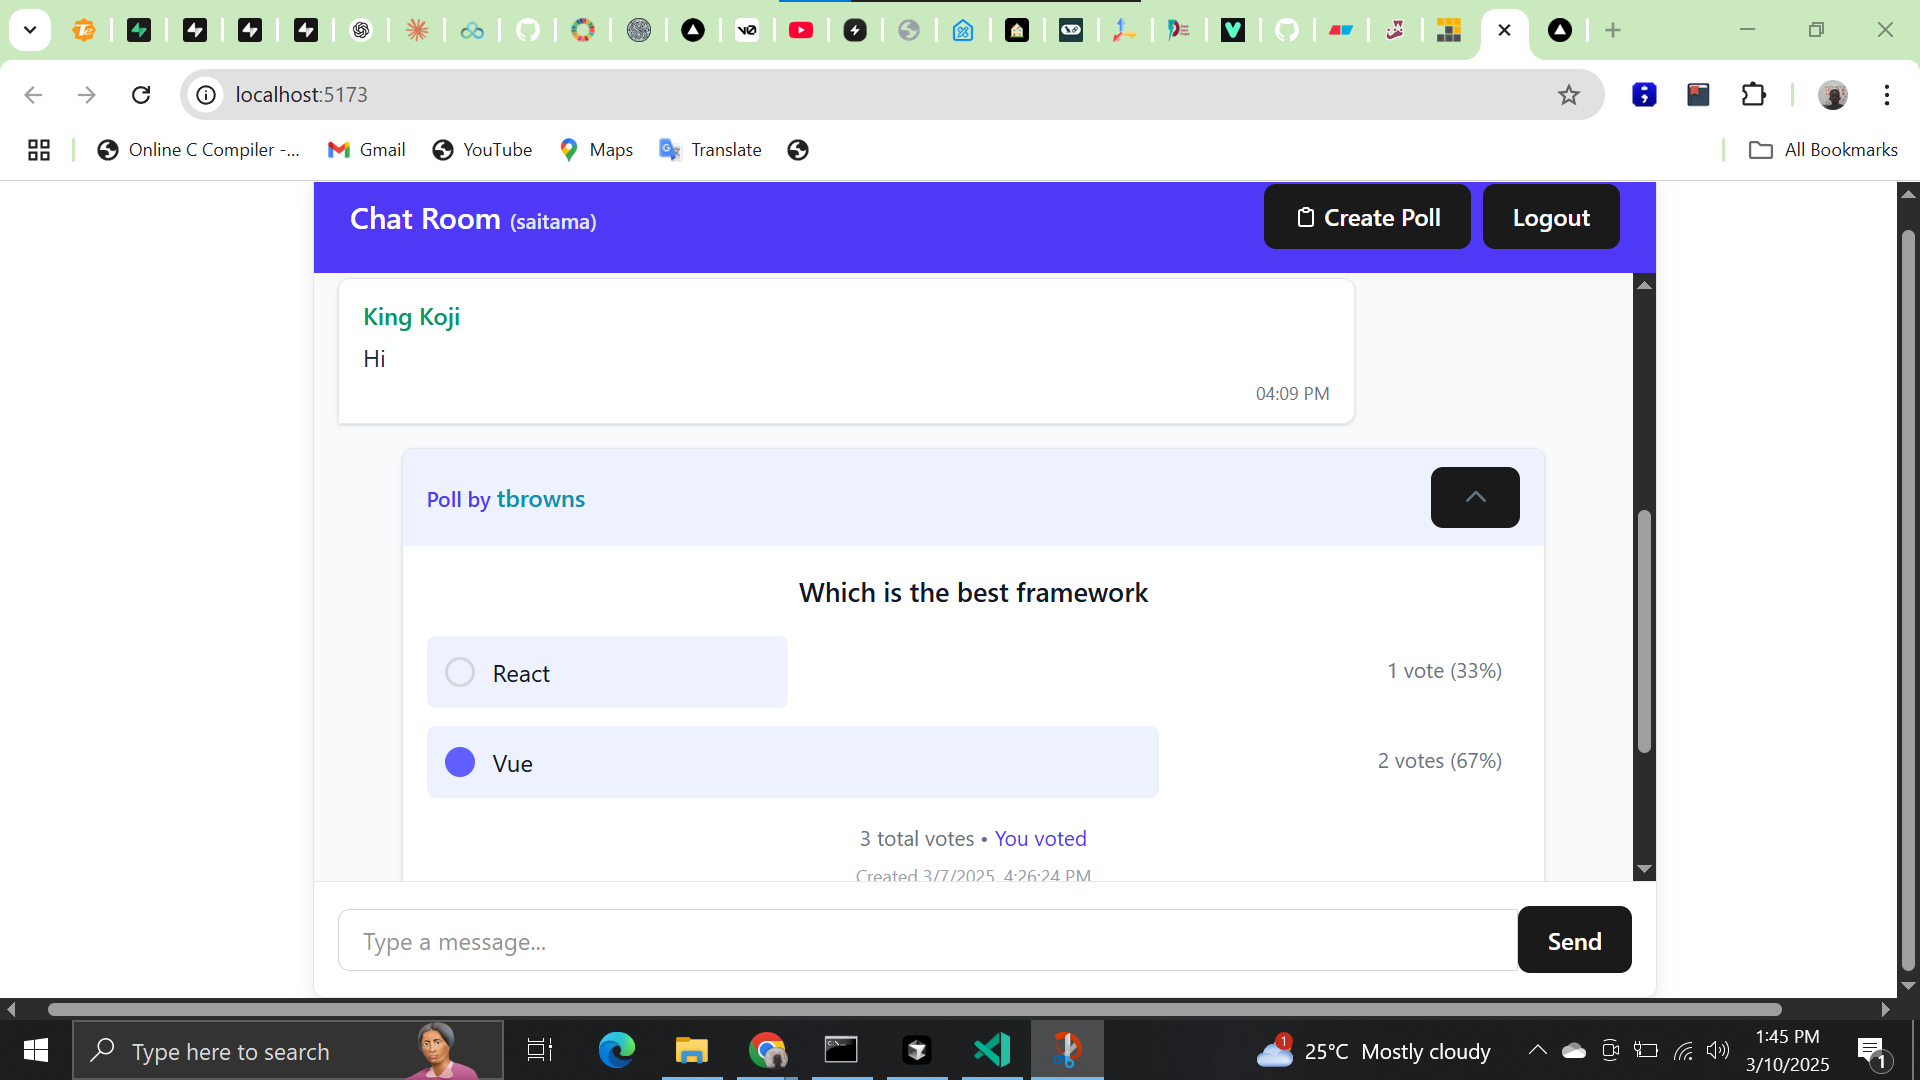 localhost:5173
Online C Compiler -...
Gmail
YouTube
Maps
Translate
All Bookmarks
Chat Room (saitama)
Create Poll
Logout
King Koji
Hi
04:09 PM
Poll by tbrowns
Which is the best framework
React
1 vote (33%)
Vue
2 votes (67%)
3 total votes • You voted
Created 3/7/2025, 4:26:24 PM
Type a message...
Send
Type here to search
1
25°C Mostly cloudy
1:45 PM
3/10/2025
1